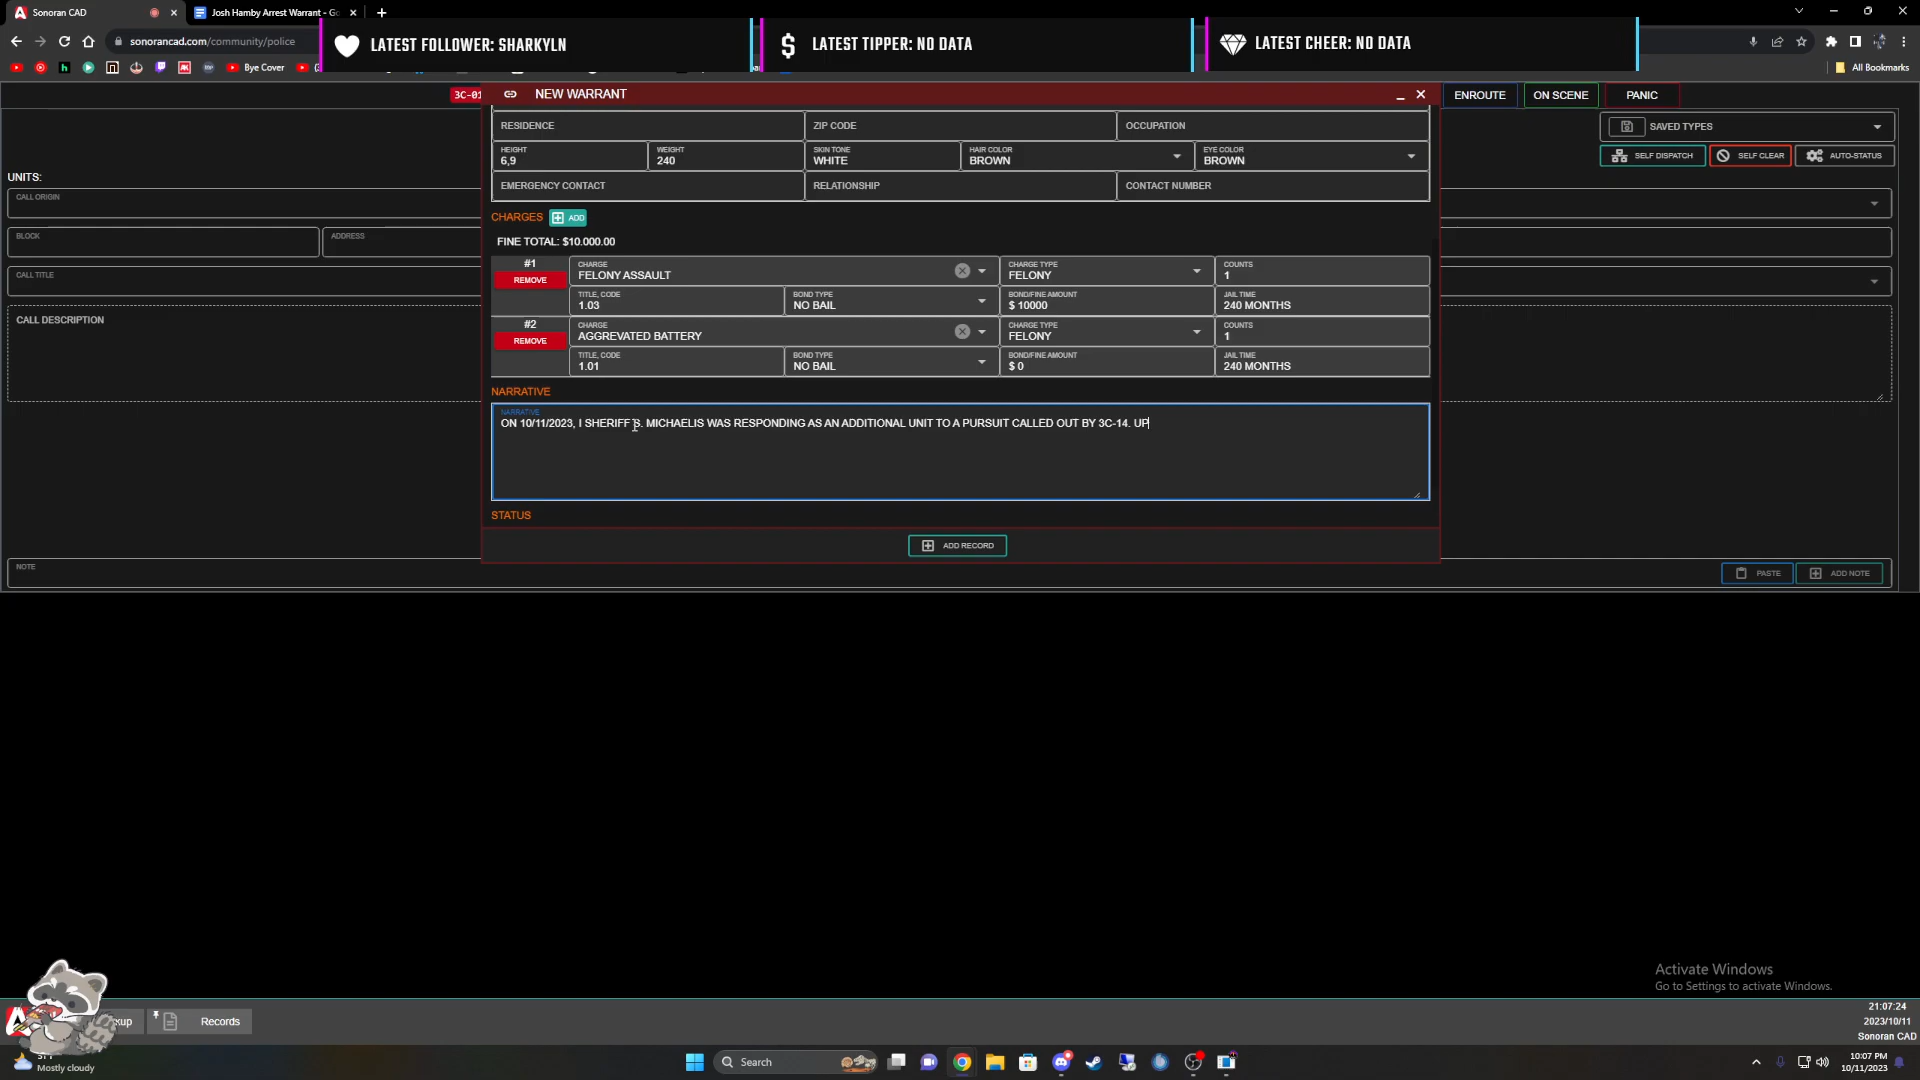 Sonoran CAD
Josh Hamby Arrest Warrant - Go
sonorancad.com/community/police
LATEST FOLLOWER: SHARKYLN
LATEST TIPPER: NO DATA
LATEST CHEER: NO DATA
Bye Cover
All Bookmarks
3C-01
NEW WARRANT
ENROUTE
ON SCENE
PANIC
RESIDENCE
ZIP CODE
OCCUPATION
SAVED TYPES
HEIGHT
6,9
WEIGHT
240
SKIN TONE
WHITE
HAIR COLOR
BROWN
EYE COLOR
BROWN
SELF DISPATCH
SELF CLEAR
AUTO-STATUS
UNITS:
EMERGENCY CONTACT
RELATIONSHIP
CONTACT NUMBER
CALL ORIGIN
CHARGES
ADD
BLOCK
ADDRESS
FINE TOTAL: $10.000.00
#1
REMOVE
CHARGE
FELONY ASSAULT
CHARGE TYPE
FELONY
COUNTS
1
CALL TITLE
TITLE, CODE
1.03
BOND TYPE
NO BAIL
BOND/FINE AMOUNT
$ 10000
JAIL TIME
240 MONTHS
CALL DESCRIPTION
#2
REMOVE
CHARGE
AGGREVATED BATTERY
CHARGE TYPE
FELONY
COUNTS
1
TITLE, CODE
1.01
BOND TYPE
NO BAIL
BOND/FINE AMOUNT
$ 0
JAIL TIME
240 MONTHS
NARRATIVE
NARRATIVE
ON 10/11/2023, I SHERIFF S. MICHAELIS WAS RESPONDING AS AN ADDITIONAL UNIT TO A PURSUIT CALLED OUT BY 3C-14. UP
STATUS
ADD RECORD
NOTE
PASTE
ADD NOTE
Activate Windows
Go to Settings to activate Windows.
Records
21:07:24
2023/10/11
Sonoran CAD
Mostly cloudy
Search
10:07 PM
10/11/2023